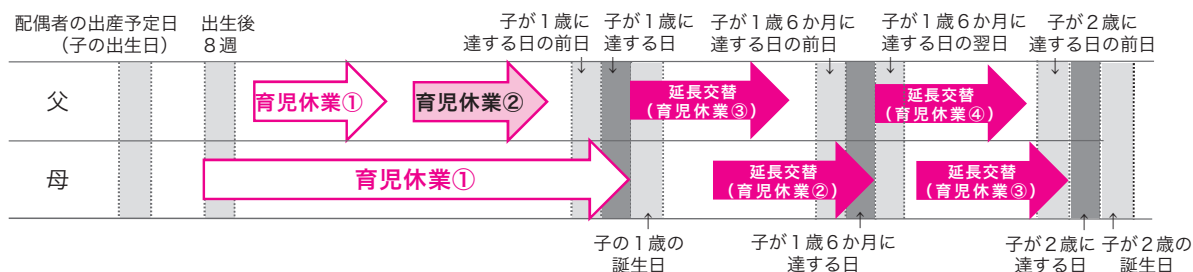 配偶者の出産予定日
（子の出生日）
出生後
８週
子が１歳に
達する日の前日
子が１歳に
達する日
子が１歳６か月に
達する日の前日
子が１歳６か月に
達する日の翌日
子が２歳に
達する日の前日
父
育児休業①
育児休業②
延長交替
（育児休業③）
延長交替
（育児休業④）
母
育児休業①
延長交替
（育児休業②）
延長交替
（育児休業③）
子の１歳の
誕生日
子が１歳６か月に
達する日
子が２歳に
達する日
子が２歳の
誕生日